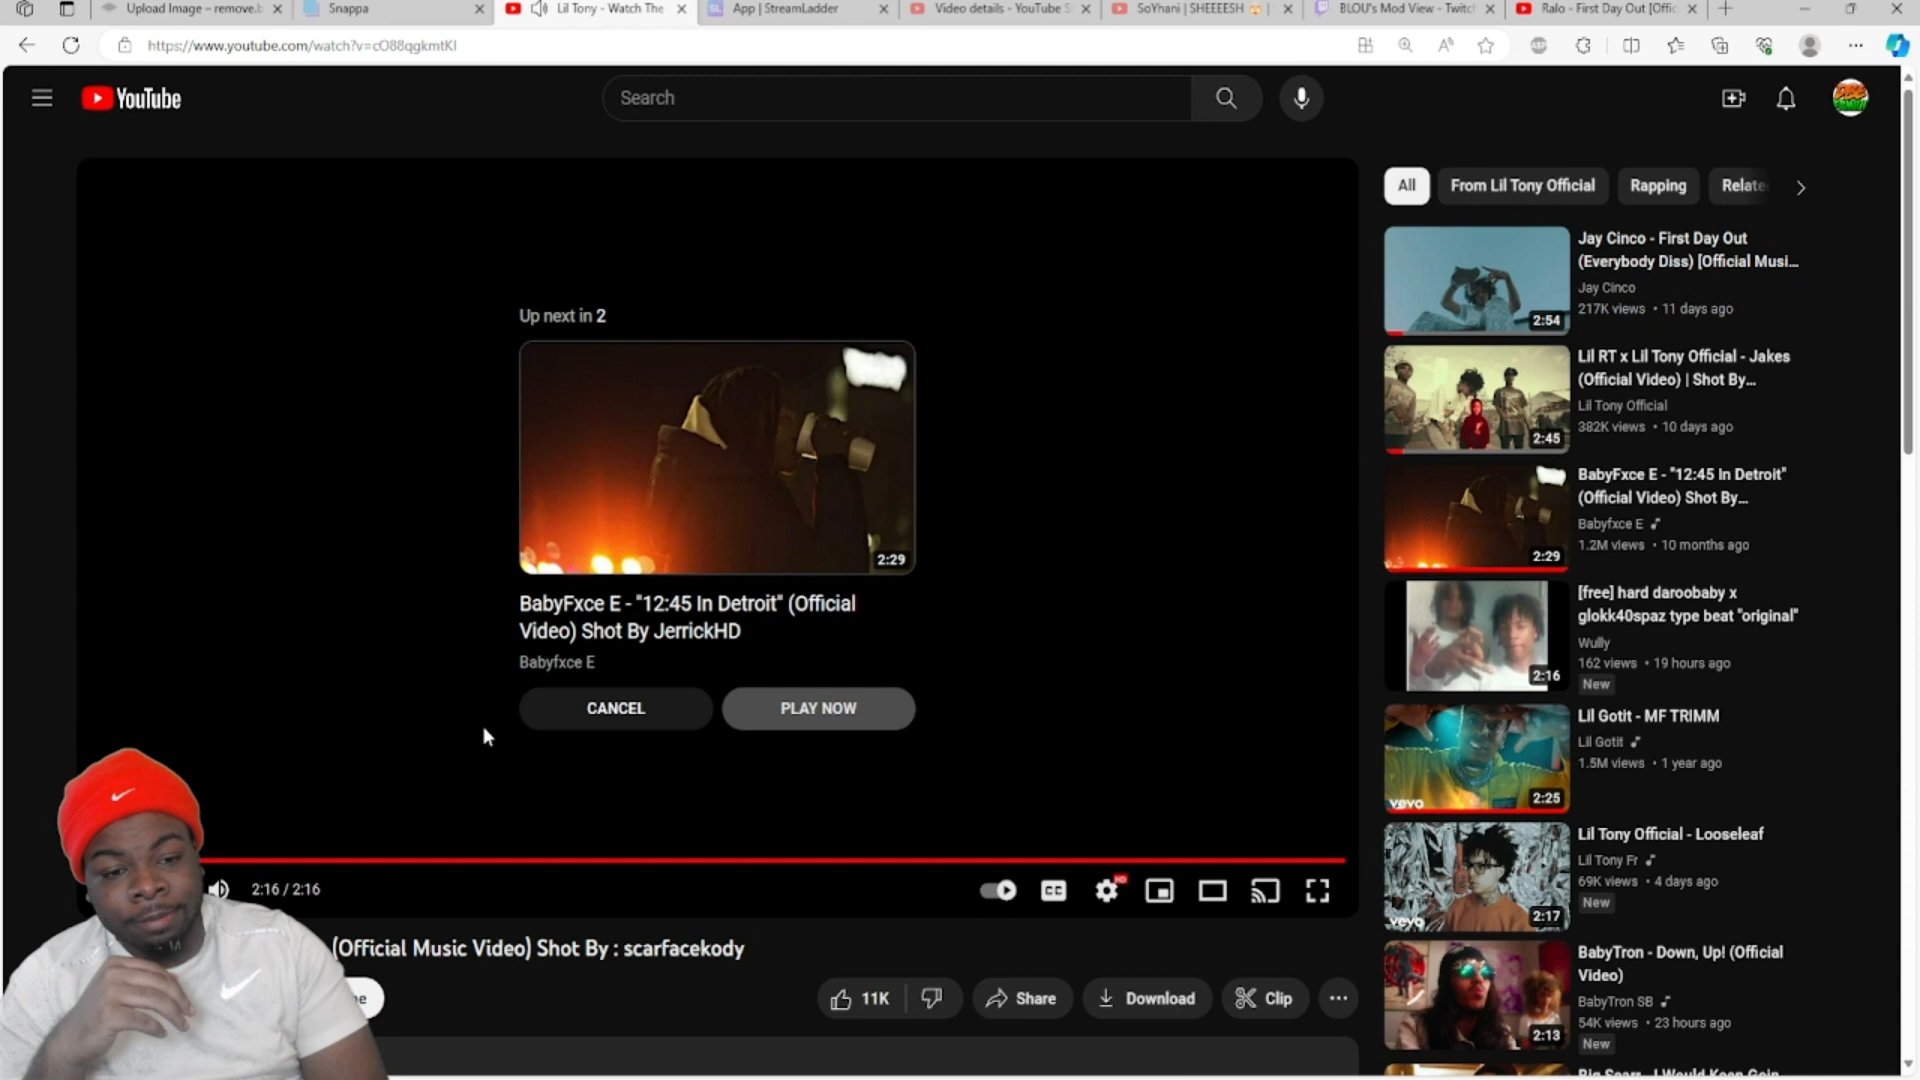 Upload Image – remove.b
Snappa
Lil Tony - Watch The
App | StreamLadder
Video details - YouTube S
SoYhani | SHEEEESH
BLOU's Mod View - Twitch
Ralo - First Day Out [Offic
https://www.youtube.com/watch?v=cO88qgkmtKI
YouTube
Search
All
From Lil Tony Official
Rapping
Relate
Up next in 2
2:29
BabyFxce E - "12:45 In Detroit" (Official
Video) Shot By JerrickHD
Babyfxce E
CANCEL
PLAY NOW
2:16 / 2:16
CC
HD
(Official Music Video) Shot By : scarfacekody
11K
Share
Download
Clip
Jay Cinco - First Day Out
(Everybody Diss) [Official Musi...
Jay Cinco
217K views • 11 days ago
2:54
Lil RT x Lil Tony Official - Jakes
(Official Video) | Shot By...
Lil Tony Official
382K views • 10 days ago
2:45
BabyFxce E - "12:45 In Detroit"
(Official Video) Shot By...
Babyfxce E
1.2M views • 10 months ago
2:29
[free] hard daroobaby x
glokk40spaz type beat "original"
Wully
162 views • 19 hours ago
2:16
New
Lil Gotit - MF TRIMM
Lil Gotit
1.5M views • 1 year ago
vevo
2:25
Lil Tony Official - Looseleaf
Lil Tony Fr
69K views • 4 days ago
New
vevo
2:17
BabyTron - Down, Up! (Official
Video)
BabyTron SB
54K views • 23 hours ago
2:13
New